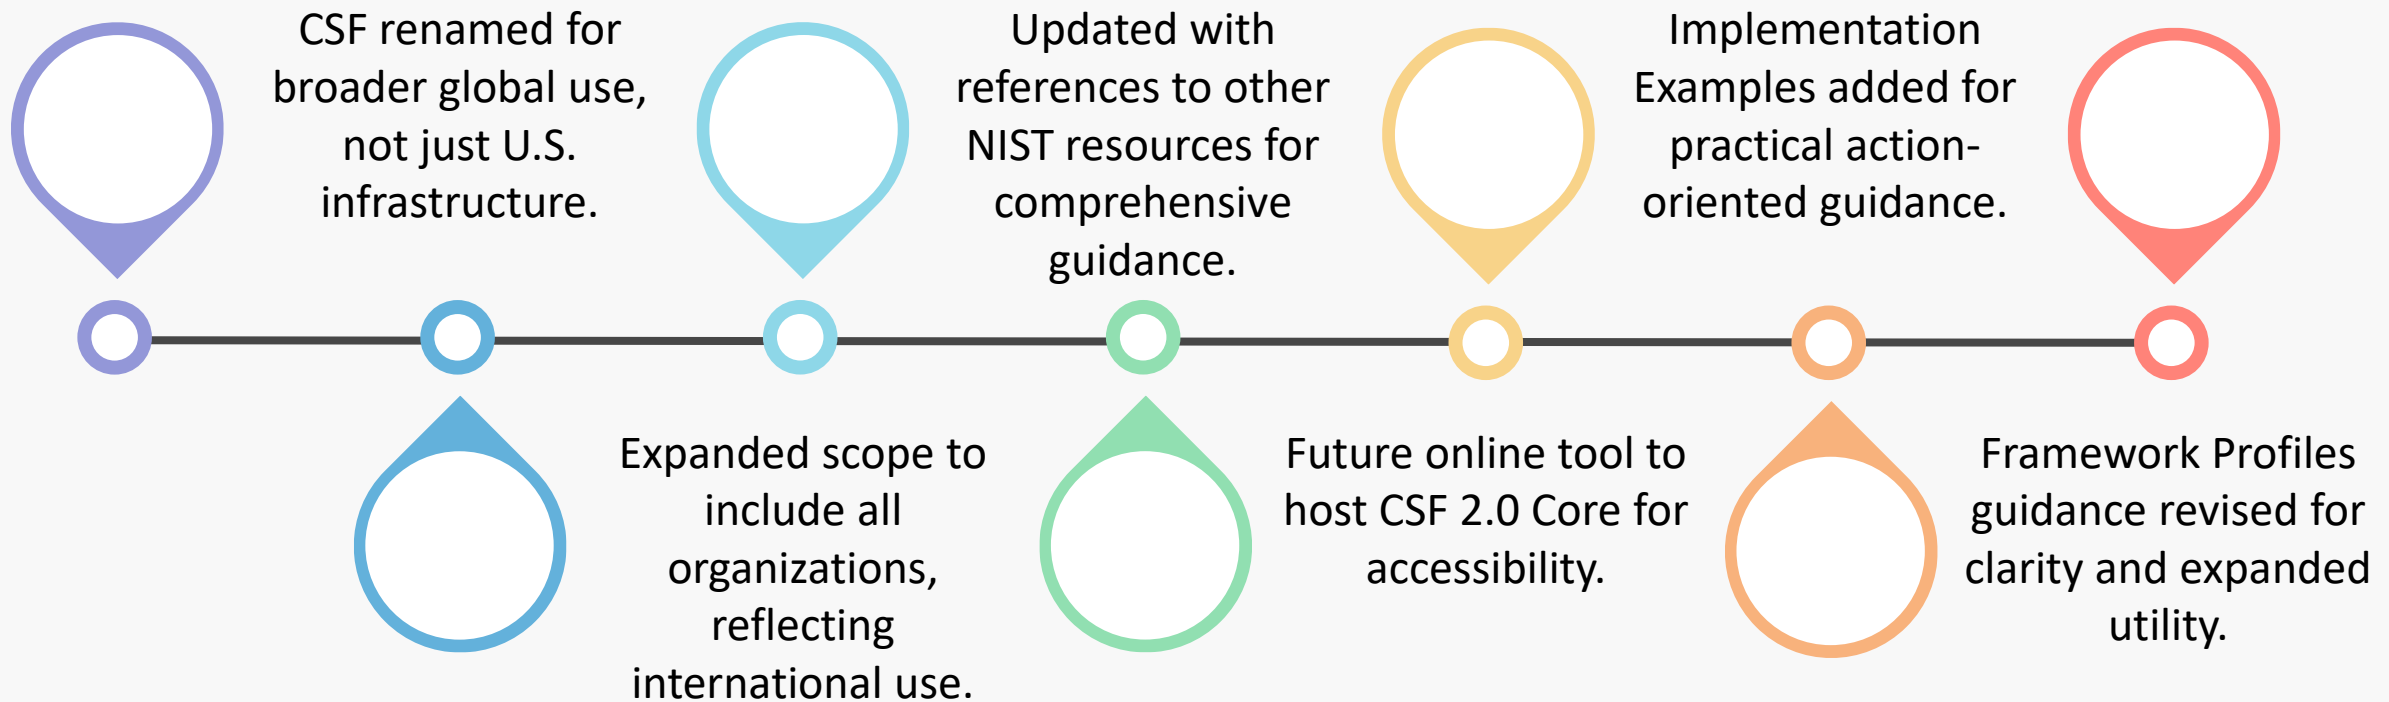 CSF renamed for
broader global use,
not just U.S.
infrastructure.
Expanded scope to
include all
organizations,
reflecting
international use.
Updated with
references to other
NIST resources for
comprehensive
guidance.
Future online tool to
host CSF 2.0 Core for
accessibility.
Implementation
Examples added for
practical action-
oriented guidance.
Framework Profiles
guidance revised for
clarity and expanded
utility.